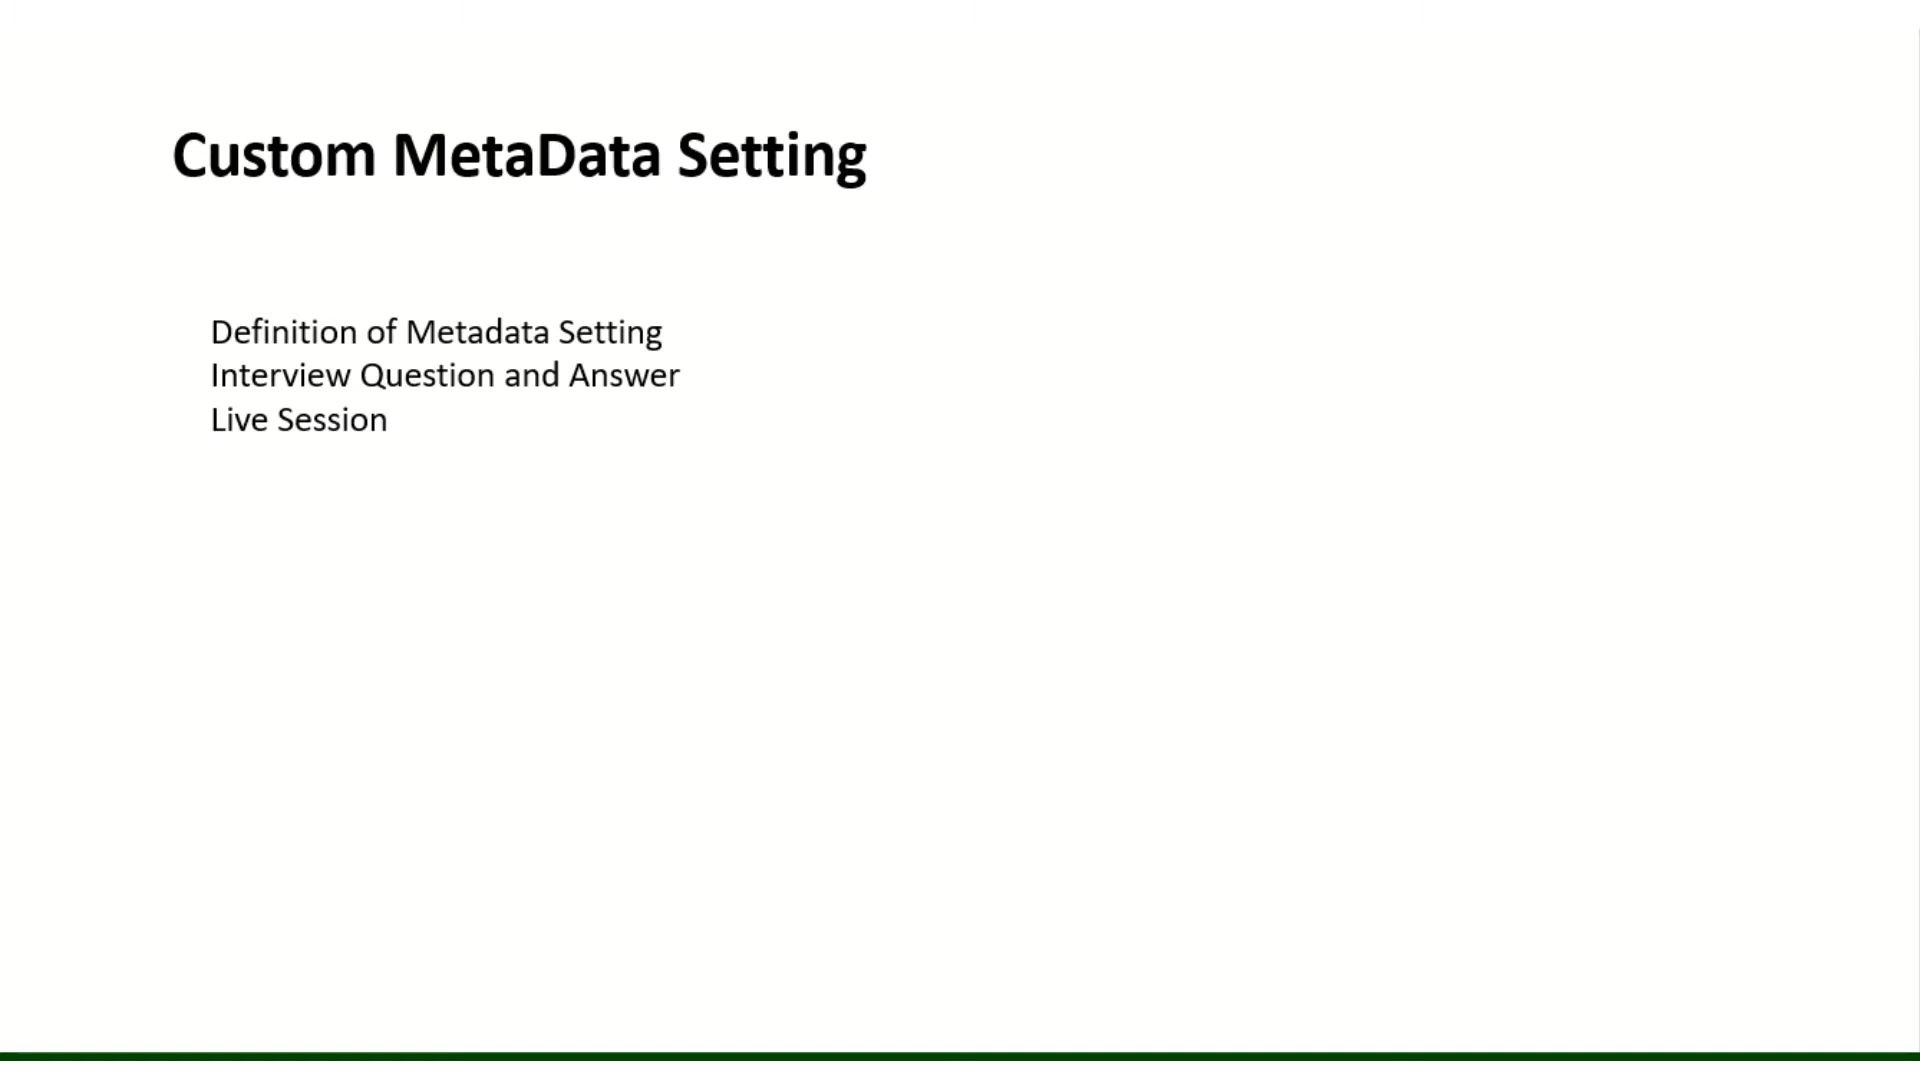 Custom MetaData Setting
Definition of Metadata Setting
Interview Question and Answer
Live Session